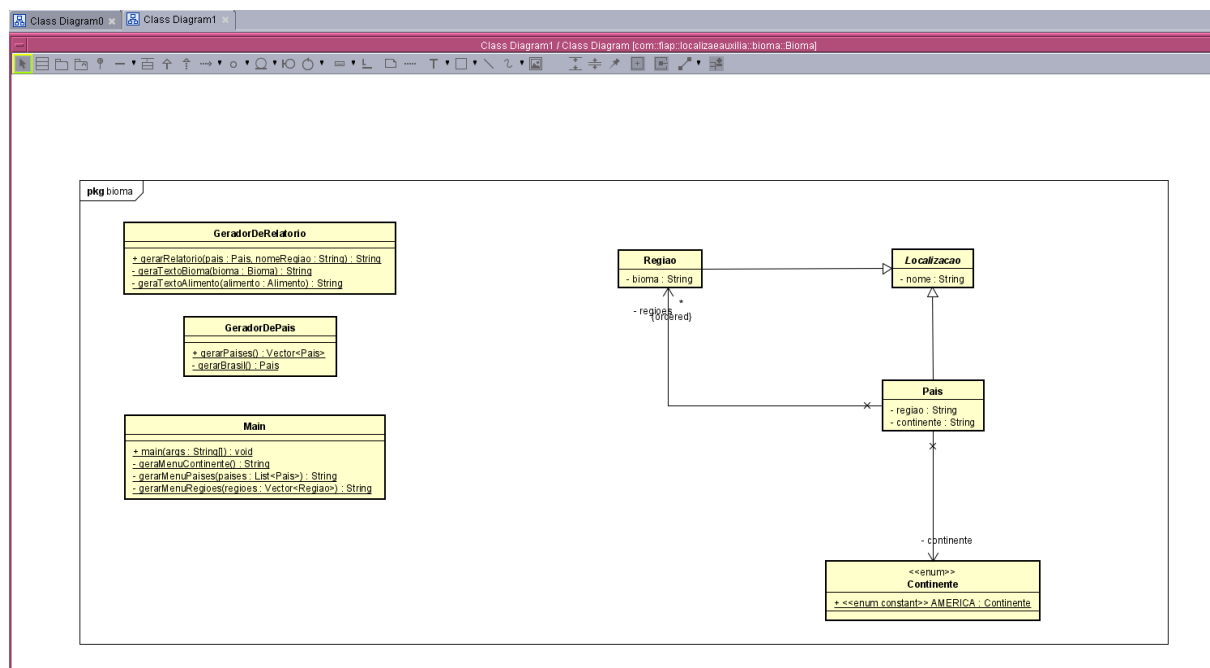 Class Diagram0
Class Diagram1
Class Diagram1 / Class Diagram [com::fiap::localizaeauxilia::bioma::Bioma]
pkg bioma
GeradorDeRelatorio
+ gerarRelatorio(pais : Pais, nomeRegiao : String) : String
- geraTextoBioma(bioma : Bioma) : String
- geraTextoAlimento(alimento : Alimento) : String
GeradorDePais
+ gerarPaises() : Vector<Pais>
- gerarBrasil() : Pais
Main
+ main(args : String[]) : void
- geraMenuContinente() : String
- gerarMenuPaises(paises : List<Pais>) : String
- gerarMenuRegioes(regioes : Vector<Regiao>) : String
Regiao
- bioma : String
Localizacao
- nome : String
- regioes
*
{ordered}
Pais
- regiao : String
- continente : String
- continente
<<enum>>
Continente
+ <<enum constant>> AMERICA : Continente